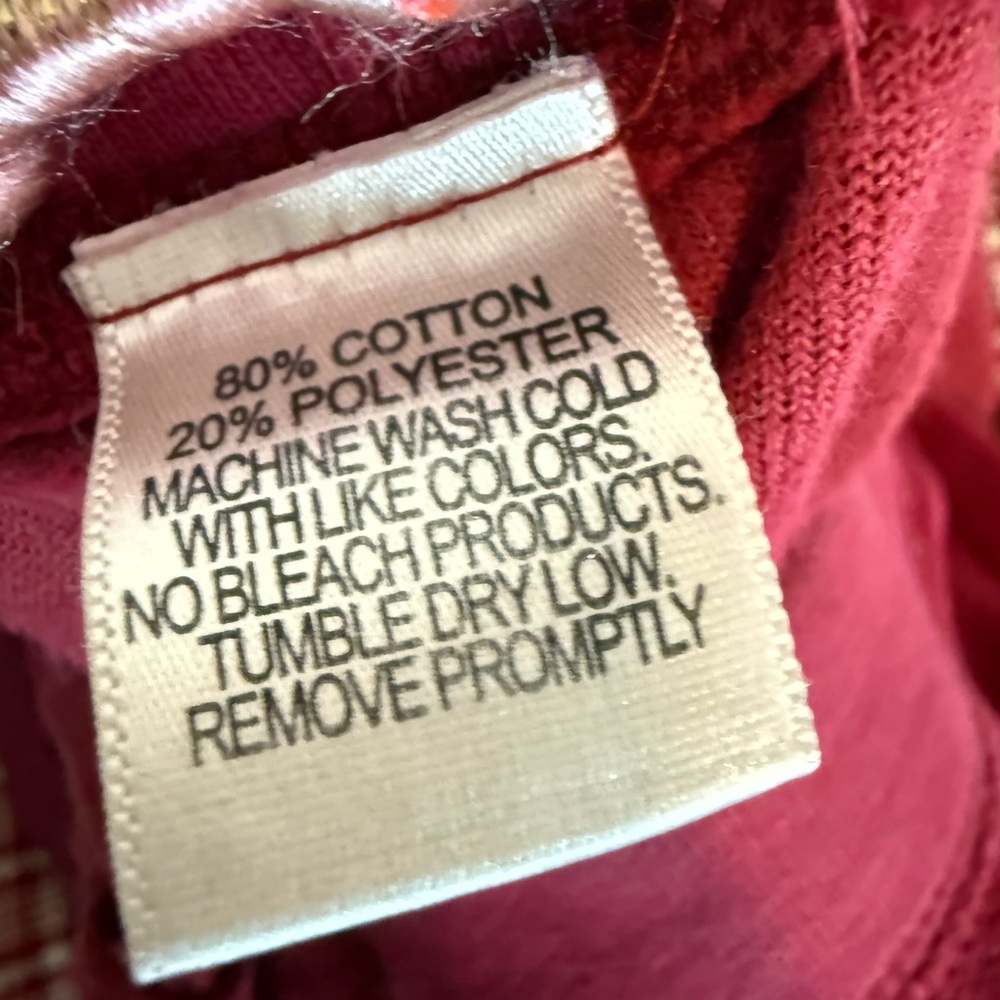 80% COTTON
20% POLYESTER
MACHINE WASH COLD
WITH LIKE COLORS.
NO BLEACH PRODUCTS.
TUMBLE DRY LOW.
REMOVE PROMPTLY